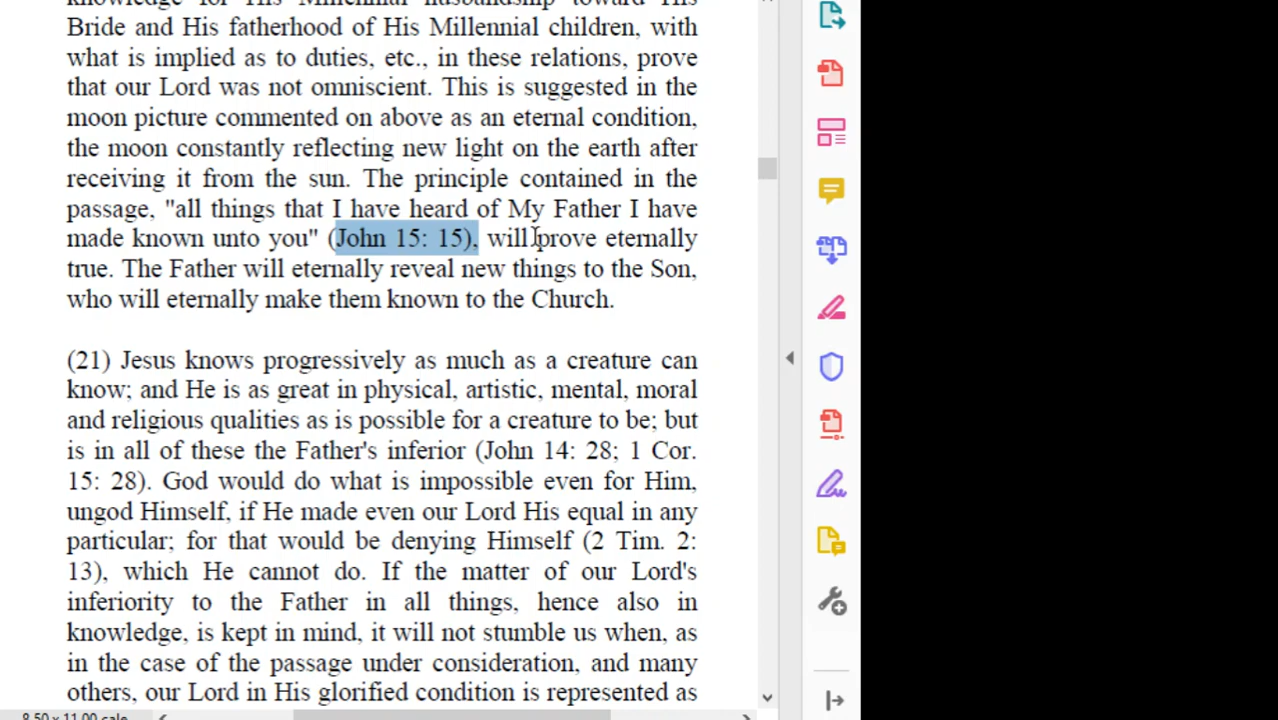 knowledge for His Millennial husbandship toward His
Bride and His fatherhood of His Millennial children, with
what is implied as to duties, etc., in these relations, prove
that our Lord was not omniscient. This is suggested in the
moon picture commented on above as an eternal condition,
the moon constantly reflecting new light on the earth after
receiving it from the sun. The principle contained in the
passage, "all things that I have heard of My Father I have
made known unto you" (John 15: 15), will prove eternally
true. The Father will eternally reveal new things to the Son,
who will eternally make them known to the Church.
(21) Jesus knows progressively as much as a creature can
know; and He is as great in physical, artistic, mental, moral
and religious qualities as is possible for a creature to be; but
is in all of these the Father's inferior (John 14: 28; 1 Cor.
15: 28). God would do what is impossible even for Him,
ungod Himself, if He made even our Lord His equal in any
particular; for that would be denying Himself (2 Tim. 2:
13), which He cannot do. If the matter of our Lord's
inferiority to the Father in all things, hence also in
knowledge, is kept in mind, it will not stumble us when, as
in the case of the passage under consideration, and many
others, our Lord in His glorified condition is represented as
8.50 x 11.00